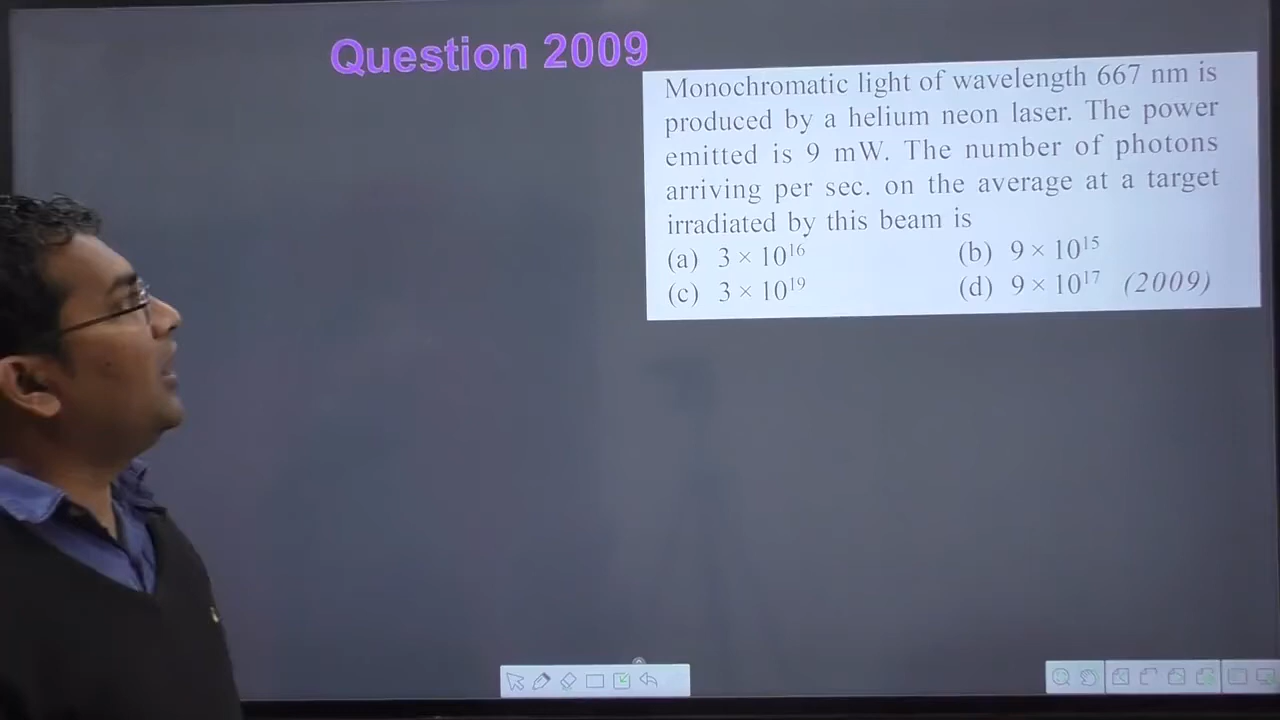 Question 2009
Monochromatic light of wavelength 667 nm is
produced by a helium neon laser. The power
emitted is 9 mW. The number of photons
arriving per sec. on the average at a target
irradiated by this beam is
(a) 3 × 10¹⁶ (b) 9 × 10¹⁵
(c) 3 × 10¹⁹ (d) 9 × 10¹⁷ (2009)